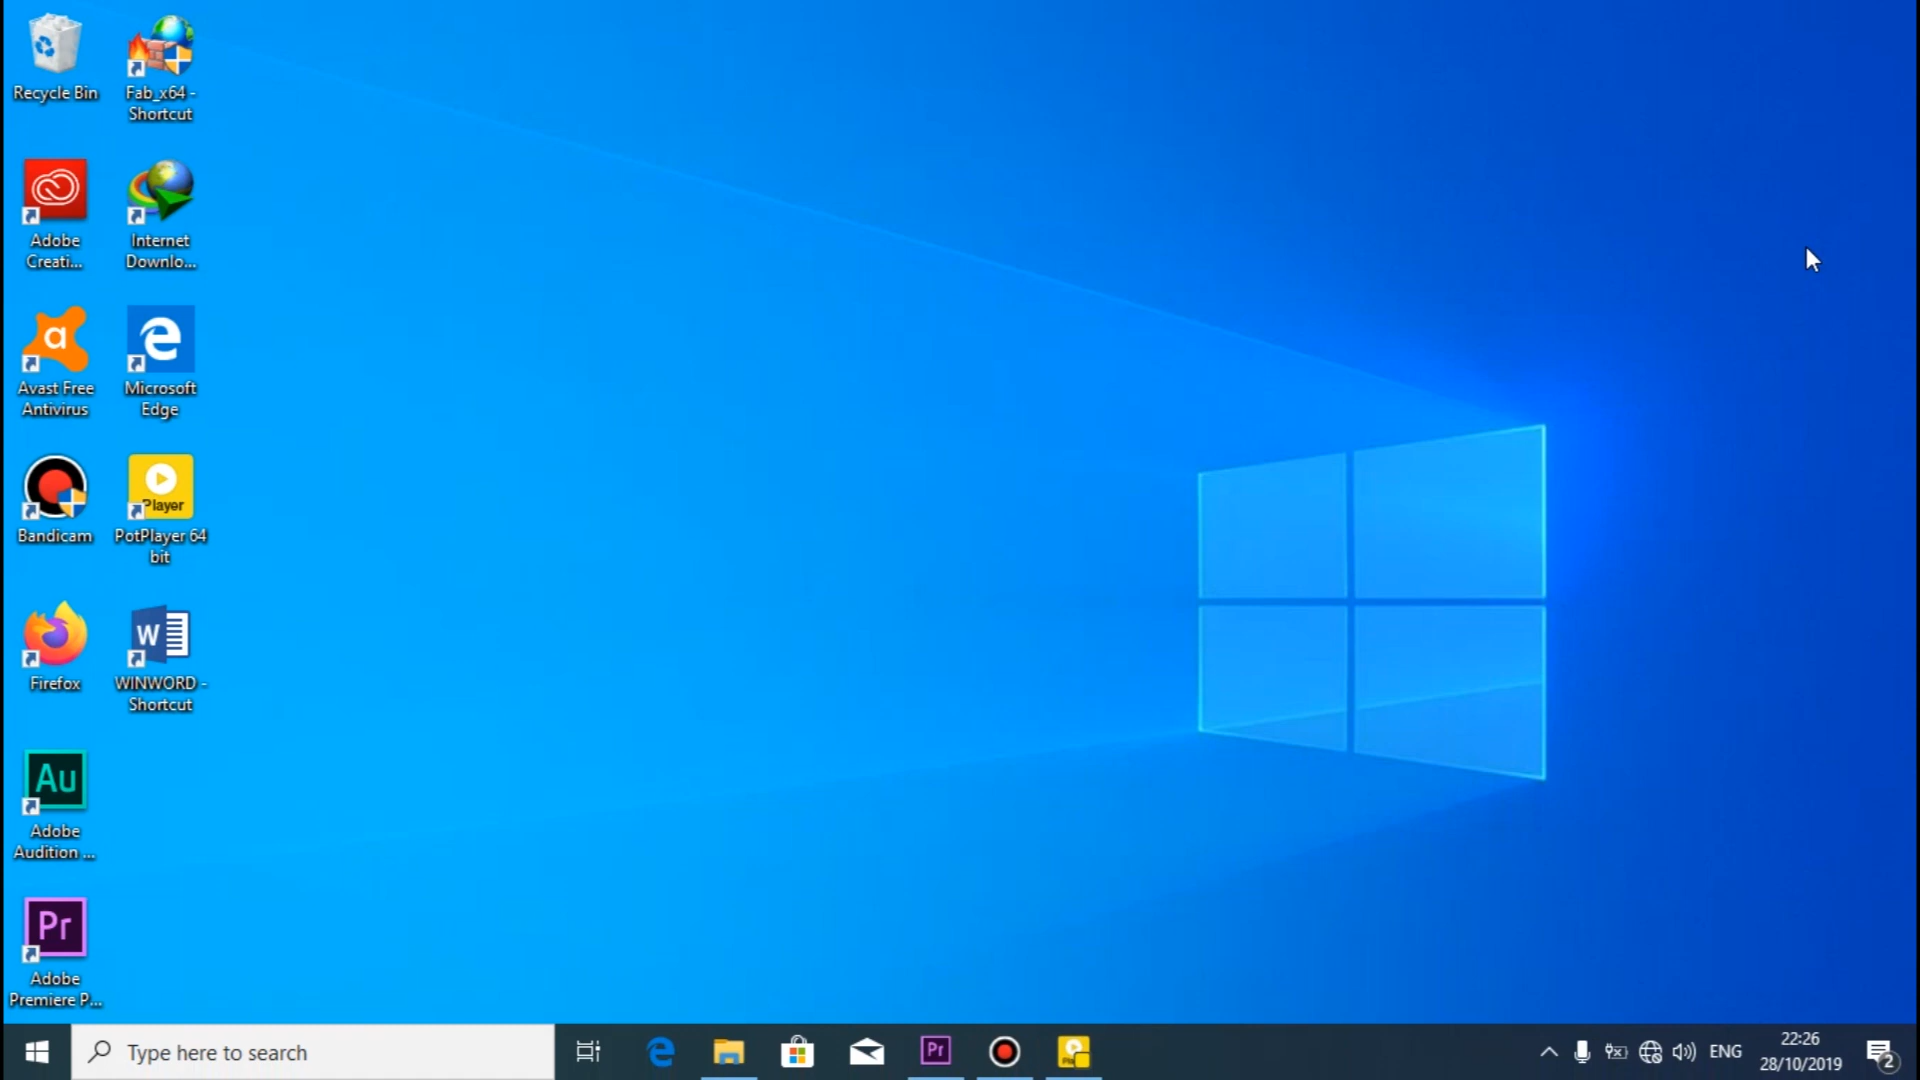 Recycle Bin
Fab_x64 -
Shortcut
Adobe
Creati...
Internet
Downlo...
a
Avast Free
Antivirus
Microsoft
Edge
Bandicam
Player
PotPlayer 64
bit
Firefox
W
WINWORD -
Shortcut
Au
Adobe
Audition ...
Pr
Adobe
Premiere P...
Type here to search
Pr
ENG
22:26
28/10/2019
2